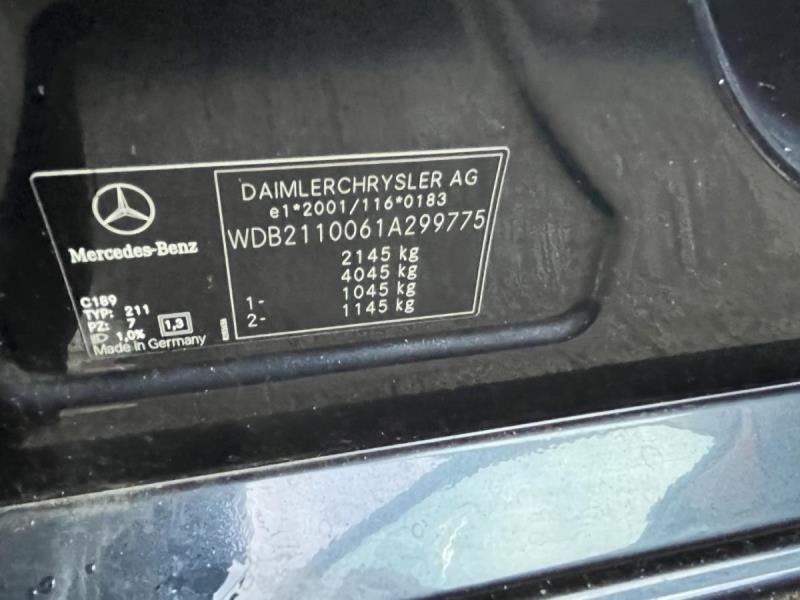 Mercedes-Benz
C189
TYP: 211
PZ: 7
1,0%
1,3
Made in Germany
DAIMLERCHRYSLER AG
e1*2001/116*0183
WDB2110061A299775
2145 kg
4045 kg
1- 1045 kg
2- 1145 kg